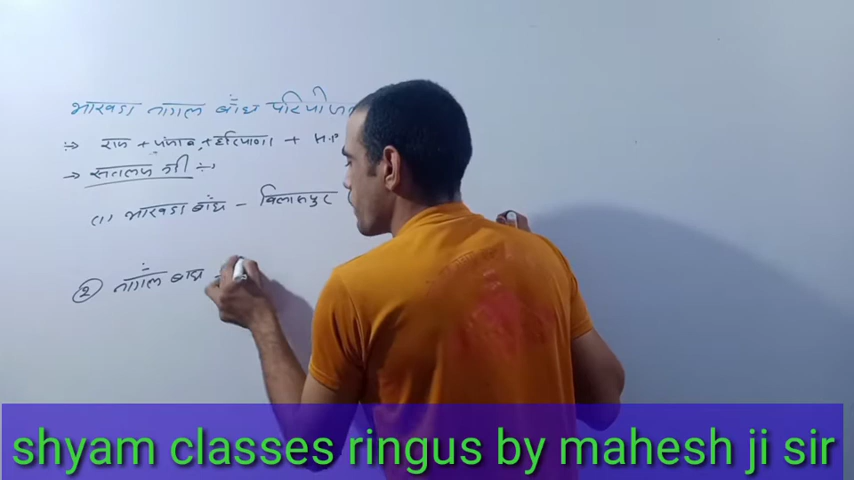 भाखडा नांगल बाँध परियोजन
→ राज + पंजाब + हरियाणा + H.P
→ सतलज नदी :→
(1) भाखडा बाँध - बिलासपुर
② नांगल बाँध -
shyam classes ringus by mahesh ji sir